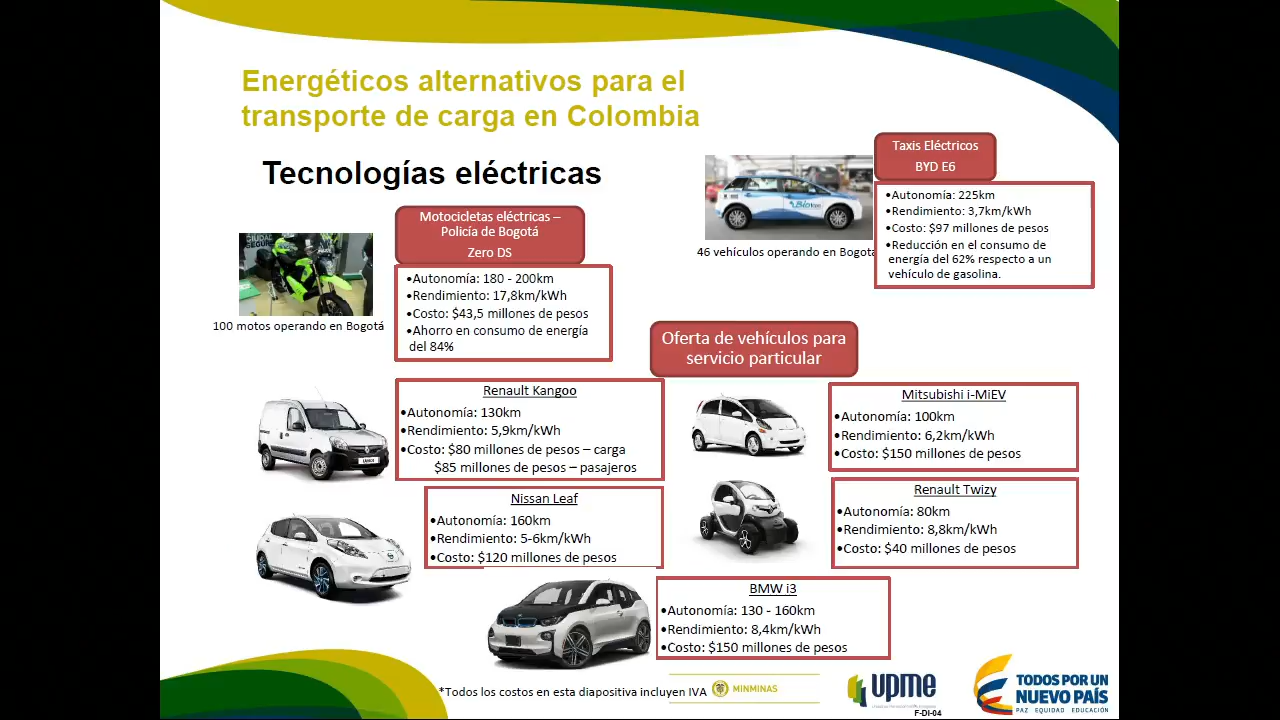 Energéticos alternativos para el
transporte de carga en Colombia
Tecnologías eléctricas
Taxis Eléctricos
BYD E6
•Autonomía: 225km
•Rendimiento: 3,7km/kWh
•Costo: $97 millones de pesos
•Reducción en el consumo de
energía del 62% respecto a un
vehículo de gasolina.
46 vehículos operando en Bogotá
Motocicletas eléctricas –
Policía de Bogotá
Zero DS
•Autonomía: 180 - 200km
•Rendimiento: 17,8km/kWh
•Costo: $43,5 millones de pesos
•Ahorro en consumo de energía
del 84%
100 motos operando en Bogotá
Oferta de vehículos para
servicio particular
Renault Kangoo
•Autonomía: 130km
•Rendimiento: 5,9km/kWh
•Costo: $80 millones de pesos – carga
$85 millones de pesos – pasajeros
Mitsubishi i-MiEV
•Autonomía: 100km
•Rendimiento: 6,2km/kWh
•Costo: $150 millones de pesos
Nissan Leaf
•Autonomía: 160km
•Rendimiento: 5-6km/kWh
•Costo: $120 millones de pesos
Renault Twizy
•Autonomía: 80km
•Rendimiento: 8,8km/kWh
•Costo: $40 millones de pesos
BMW i3
•Autonomía: 130 - 160km
•Rendimiento: 8,4km/kWh
•Costo: $150 millones de pesos
*Todos los costos en esta diapositiva incluyen IVA
MINMINAS
upme
F-DI-04
TODOS POR UN
NUEVO PAÍS
PAZ EQUIDAD EDUCACIÓN